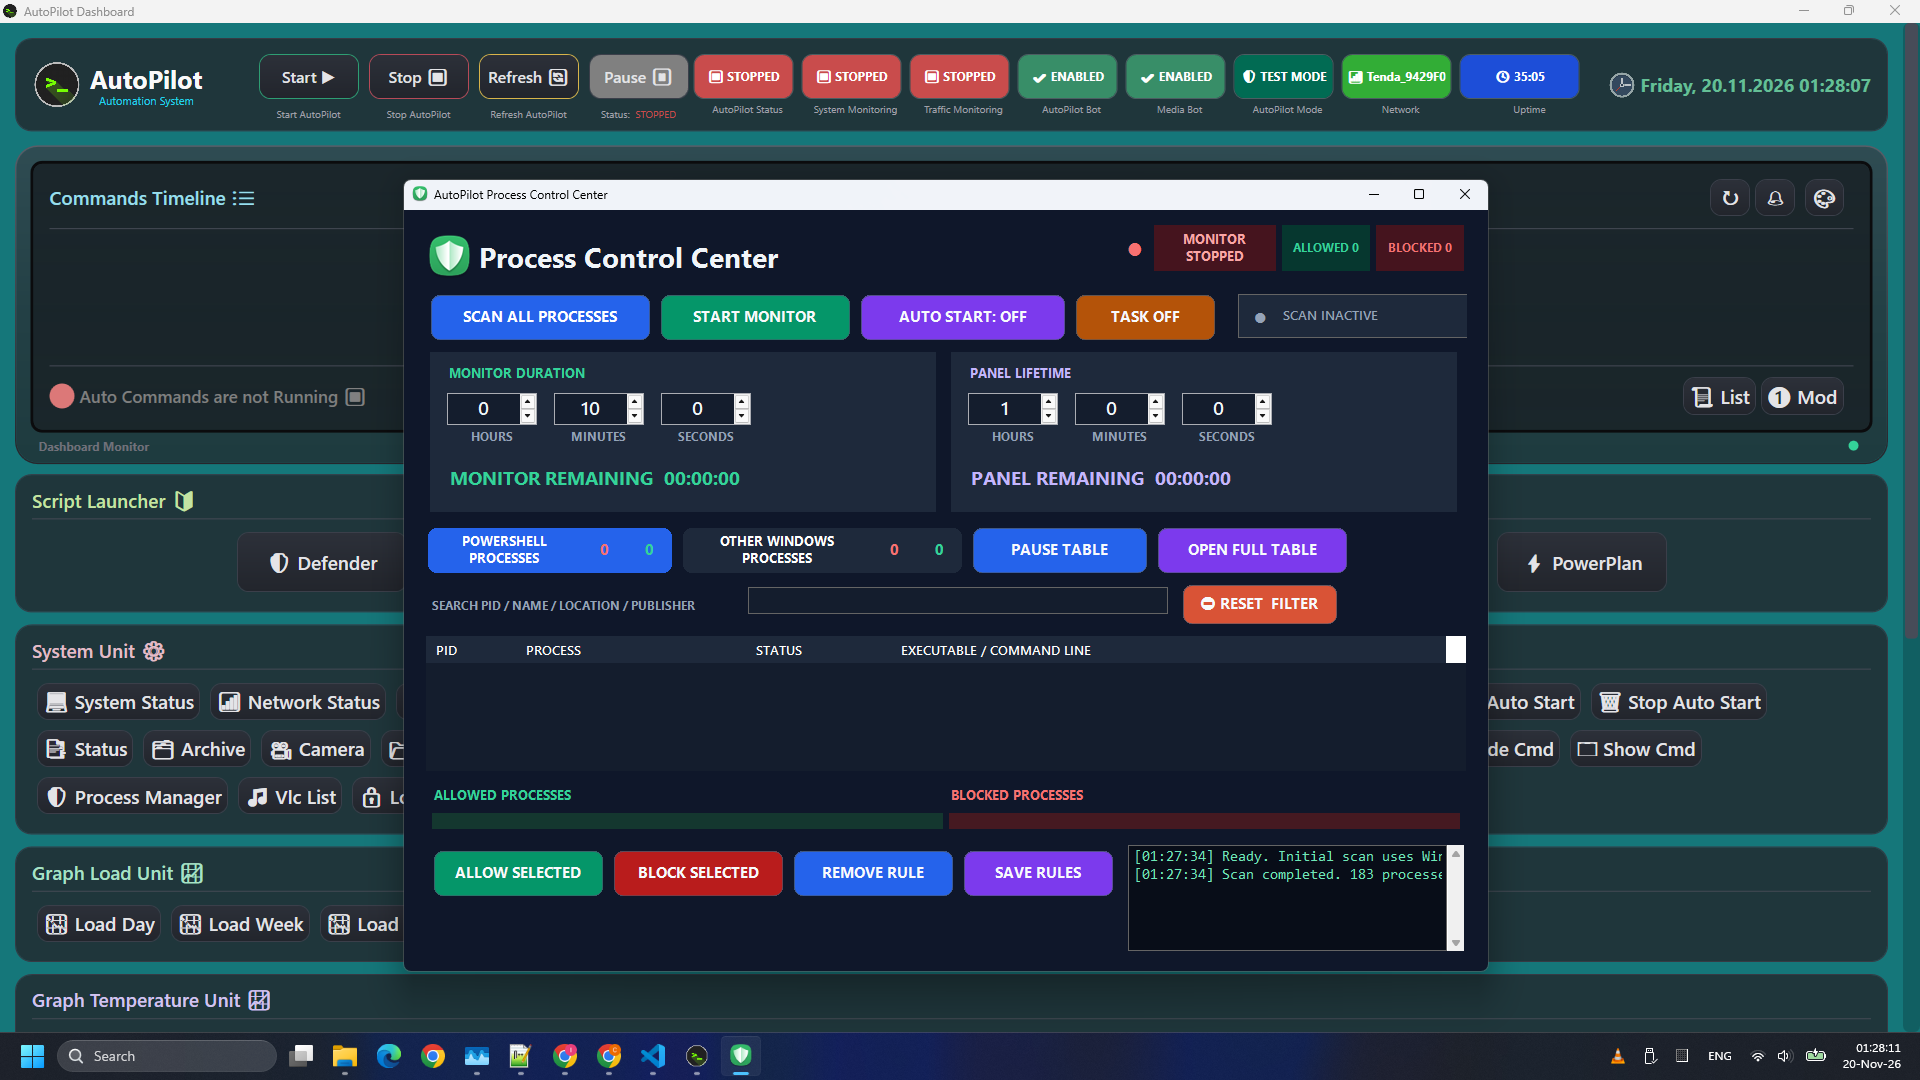 AutoPilot Dashboard
AutoPilot
Automation System
Start
Start AutoPilot
Stop
Stop AutoPilot
Refresh
Refresh AutoPilot
Pause
Status: STOPPED
STOPPED
AutoPilot Status
STOPPED
System Monitoring
STOPPED
Traffic Monitoring
ENABLED
AutoPilot Bot
ENABLED
Media Bot
TEST MODE
AutoPilot Mode
Tenda_9429F0
Network
35:05
Uptime
Friday, 20.11.2026 01:28:07
Commands Timeline
Auto Commands are not Running
List
1 Mod
Dashboard Monitor
AutoPilot Process Control Center
Process Control Center
MONITOR
STOPPED
ALLOWED 0
BLOCKED 0
SCAN ALL PROCESSES
START MONITOR
AUTO START: OFF
TASK OFF
SCAN INACTIVE
MONITOR DURATION
0
10
0
HOURS
MINUTES
SECONDS
MONITOR REMAINING 00:00:00
PANEL LIFETIME
1
0
0
HOURS
MINUTES
SECONDS
PANEL REMAINING 00:00:00
POWERSHELL
PROCESSES
0
0
OTHER WINDOWS
PROCESSES
0
0
PAUSE TABLE
OPEN FULL TABLE
SEARCH PID / NAME / LOCATION / PUBLISHER
RESET FILTER
PID
PROCESS
STATUS
EXECUTABLE / COMMAND LINE
ALLOWED PROCESSES
BLOCKED PROCESSES
ALLOW SELECTED
BLOCK SELECTED
REMOVE RULE
SAVE RULES
[01:27:34] Ready. Initial scan uses Wir
[01:27:34] Scan completed. 183 processe
Script Launcher
Defender
PowerPlan
System Unit
System Status
Network Status
Auto Start
Stop Auto Start
Status
Archive
Camera
de Cmd
Show Cmd
Process Manager
Vlc List
Lo
Graph Load Unit
Load Day
Load Week
Load
Graph Temperature Unit
Search
ENG
01:28:11
20-Nov-26